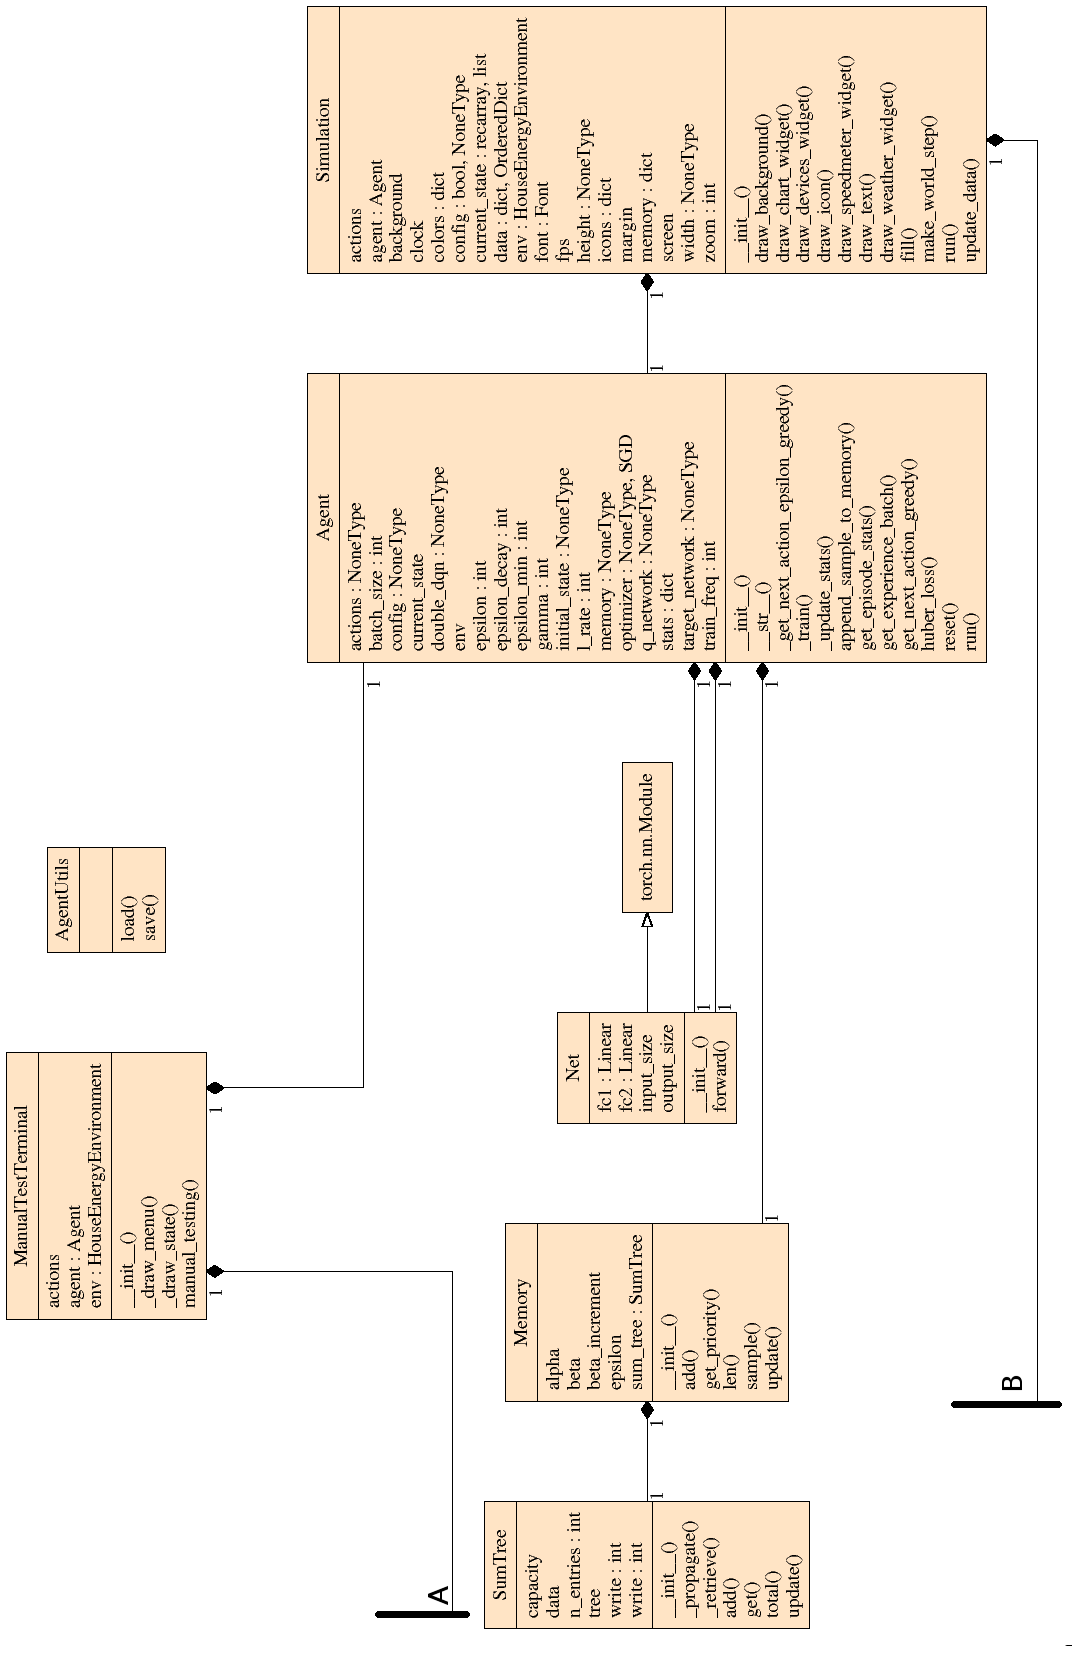 ManualTestTerminal
actions
agent : Agent
env : HouseEnergyEnvironment
__init__()
_draw_menu()
_draw_state()
manual_testing()
1
1
AgentUtils
load()
save()
A
SumTree
capacity
data
n_entries : int
tree
write : int
write : int
__init__()
_propagate()
_retrieve()
add()
get()
total()
update()
1
1
Memory
alpha
beta
beta_increment
epsilon
sum_tree : SumTree
__init__()
add()
get_priority()
len()
sample()
update()
1
Net
fc1 : Linear
fc2 : Linear
input_size
output_size
__init__()
forward()
1
1
torch.nn.Module
Agent
actions : NoneType
batch_size : int
config : NoneType
current_state
double_dqn : NoneType
env
epsilon : int
epsilon_decay : int
epsilon_min : int
gamma : int
initial_state : NoneType
l_rate : int
memory : NoneType
optimizer : NoneType, SGD
q_network : NoneType
stats : dict
target_network : NoneType
train_freq : int
__init__()
__str__()
_get_next_action_epsilon_greedy()
_train()
_update_stats()
append_sample_to_memory()
get_episode_stats()
get_experience_batch()
get_next_action_greedy()
huber_loss()
reset()
run()
1
1
1
1
1
1
Simulation
actions
agent : Agent
background
clock
colors : dict
config : bool, NoneType
current_state : recarray, list
data : dict, OrderedDict
env : HouseEnergyEnvironment
font : Font
fps
height : NoneType
icons : dict
margin
memory : dict
screen
width : NoneType
zoom : int
__init__()
draw_background()
draw_chart_widget()
draw_devices_widget()
draw_icon()
draw_speedmeter_widget()
draw_text()
draw_weather_widget()
fill()
make_world_step()
run()
update_data()
1
B